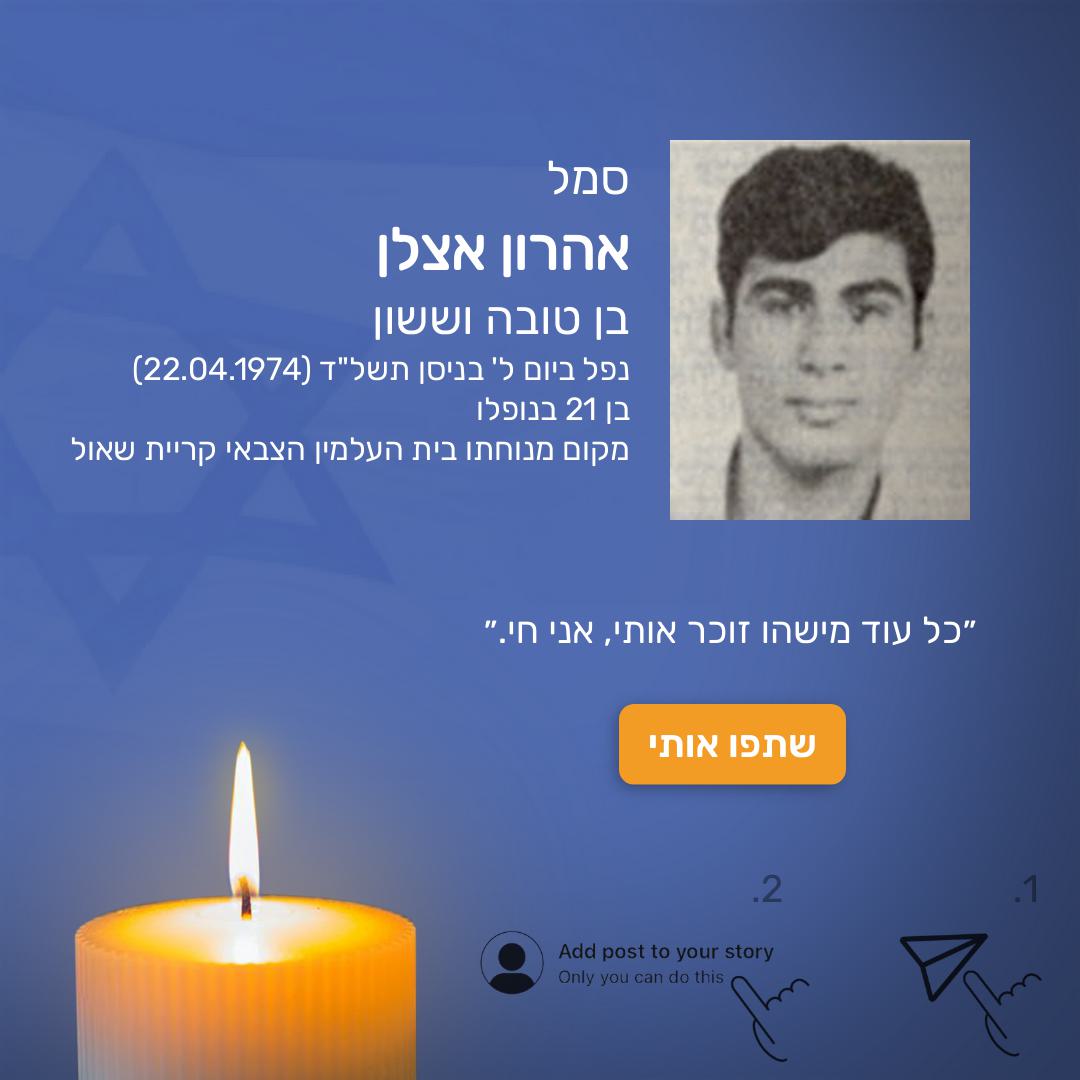 סמל
אהרון אצלן
בן טובה וששון
נפל ביום ל' בניסן תשל"ד (22.04.1974)
בן 21 בנופלו
מקום מנוחתו בית העלמין הצבאי קריית שאול
״כל עוד מישהו זוכר אותי, אני חי.״
שתפו אותי
1.
2.
Add post to your story
Only you can do this